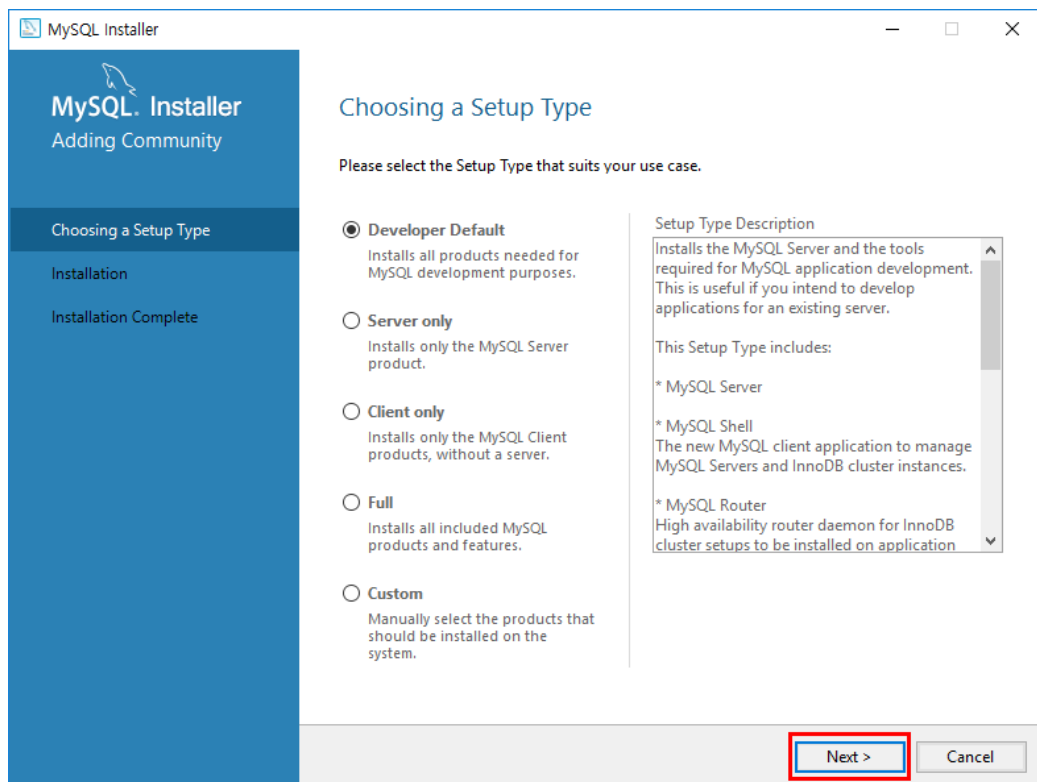 MySQL Installer
MySQL. Installer
Adding Community
Choosing a Setup Type
Installation
Installation Complete
Choosing a Setup Type
Please select the Setup Type that suits your use case.
Developer Default
Installs all products needed for
MySQL development purposes.
Server only
Installs only the MySQL Server
product.
Client only
Installs only the MySQL Client
products, without a server.
Full
Installs all included MySQL
products and features.
Custom
Manually select the products that
should be installed on the
system.
Setup Type Description
Installs the MySQL Server and the tools
required for MySQL application development.
This is useful if you intend to develop
applications for an existing server.
This Setup Type includes:
* MySQL Server
* MySQL Shell
The new MySQL client application to manage
MySQL Servers and InnoDB cluster instances.
* MySQL Router
High availability router daemon for InnoDB
cluster setups to be installed on application
Next >
Cancel